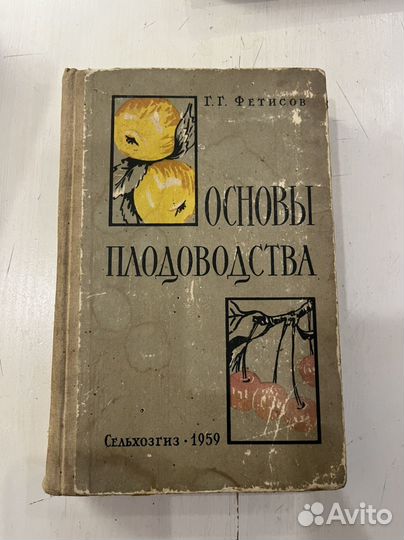 Г. Г. Фетисов
ОСНОВЫ
ПЛОДОВОДСТВА
Сельхозгиз · 1959
Avito